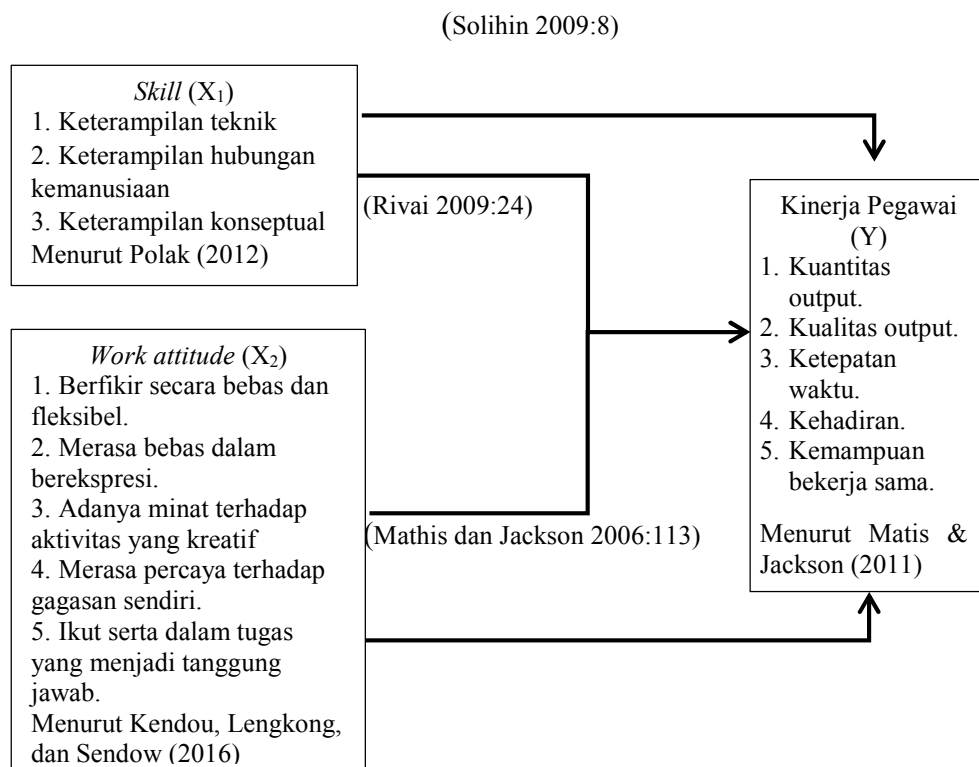 (Solihin 2009:8)
Skill (X₁)
1. Keterampilan teknik
2. Keterampilan hubungan
kemanusiaan
3. Keterampilan konseptual
Menurut Polak (2012)
(Rivai 2009:24)
Work attitude (X₂)
1. Berfikir secara bebas dan
fleksibel.
2. Merasa bebas dalam
berekspresi.
3. Adanya minat terhadap
aktivitas yang kreatif
4. Merasa percaya terhadap
gagasan sendiri.
5. Ikut serta dalam tugas
yang menjadi tanggung
jawab.
Menurut Kendou, Lengkong,
dan Sendow (2016)
(Mathis dan Jackson 2006:113)
Kinerja Pegawai
(Y)
1. Kuantitas
output.
2. Kualitas output.
3. Ketepatan
waktu.
4. Kehadiran.
5. Kemampuan
bekerja sama.
Menurut Matis &
Jackson (2011)